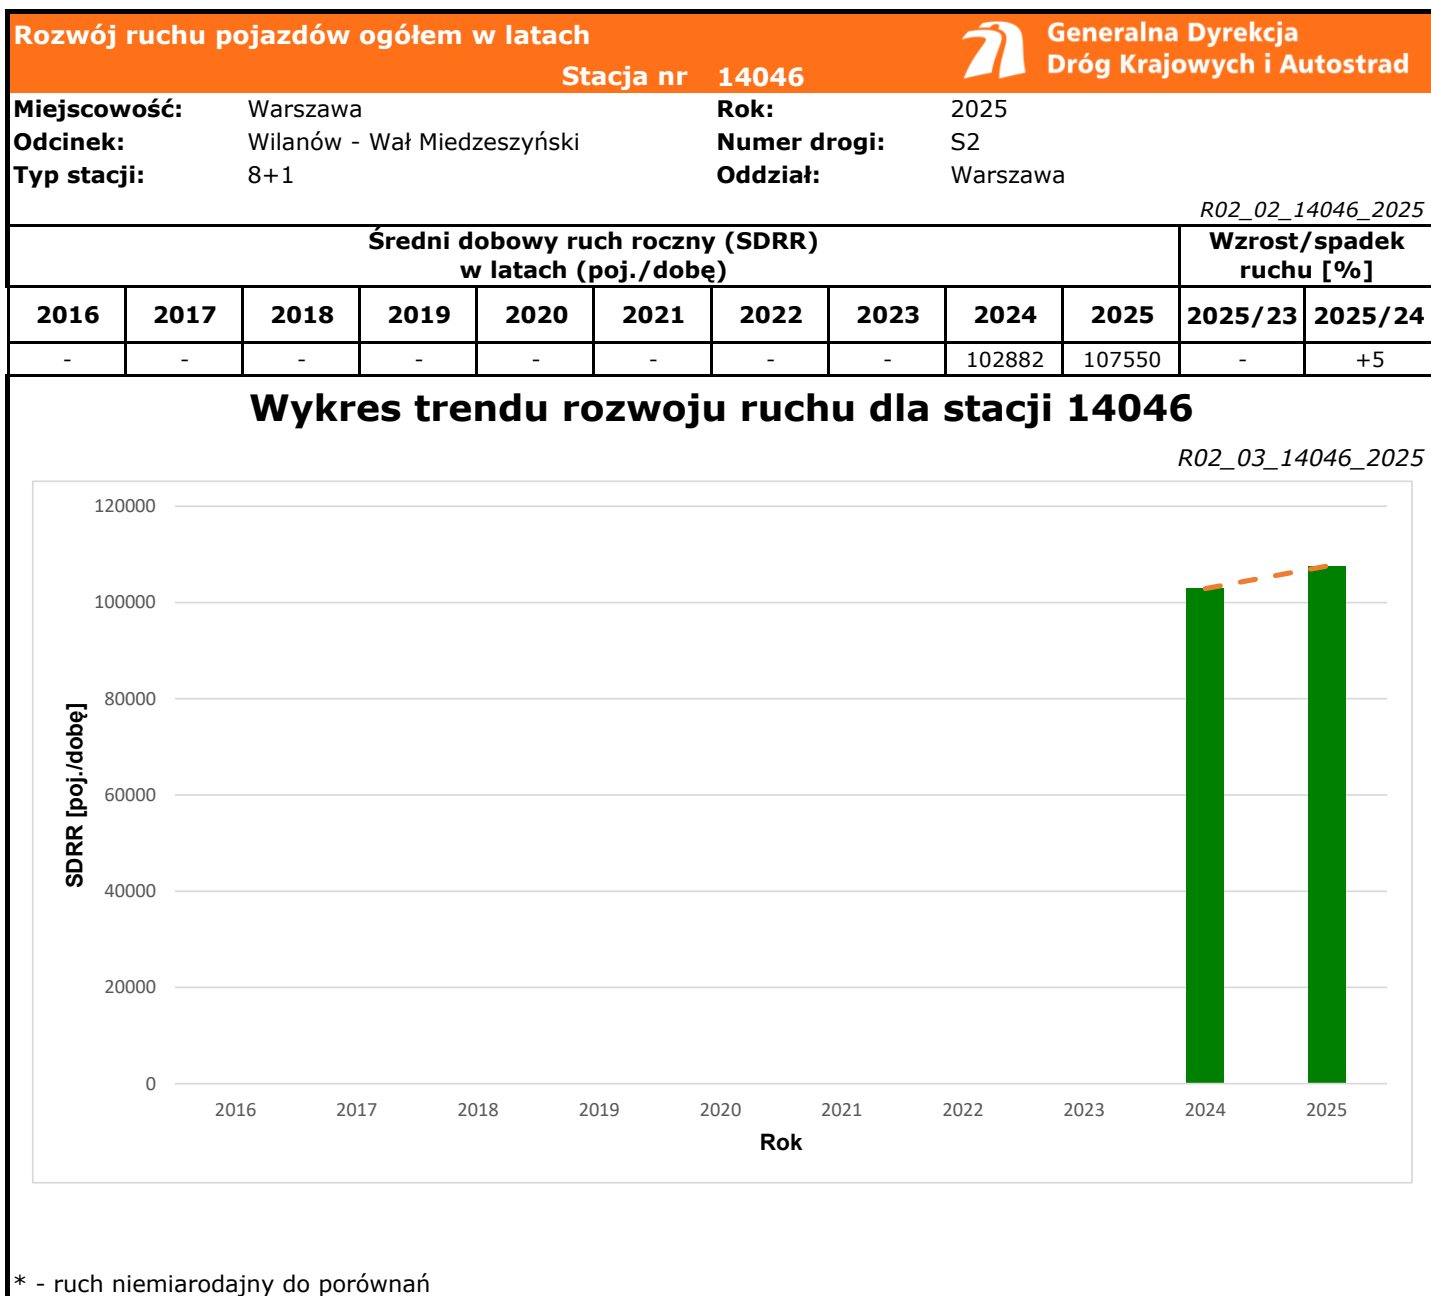 Rozwój ruchu pojazdów ogółem w latach
Generalna Dyrekcja
Dróg Krajowych i Autostrad
Stacja nr 14046
Miejscowość: Warszawa Rok: 2025
Odcinek: Wilanów - Wał Miedzeszyński Numer drogi: S2
Typ stacji: 8+1 Oddział: Warszawa
R02_02_14046_2025
Średni dobowy ruch roczny (SDRR)
w latach (poj./dobę)
Wzrost/spadek
ruchu [%]
2016 2017 2018 2019 2020 2021 2022 2023 2024 2025 2025/23 2025/24
- - - - - - - - 102882 107550 - +5
Wykres trendu rozwoju ruchu dla stacji 14046
R02_03_14046_2025
120000
100000
80000
60000
40000
20000
0
SDRR [poj./dobę]
2016 2017 2018 2019 2020 2021 2022 2023 2024 2025
Rok
* - ruch niemiarodajny do porównań